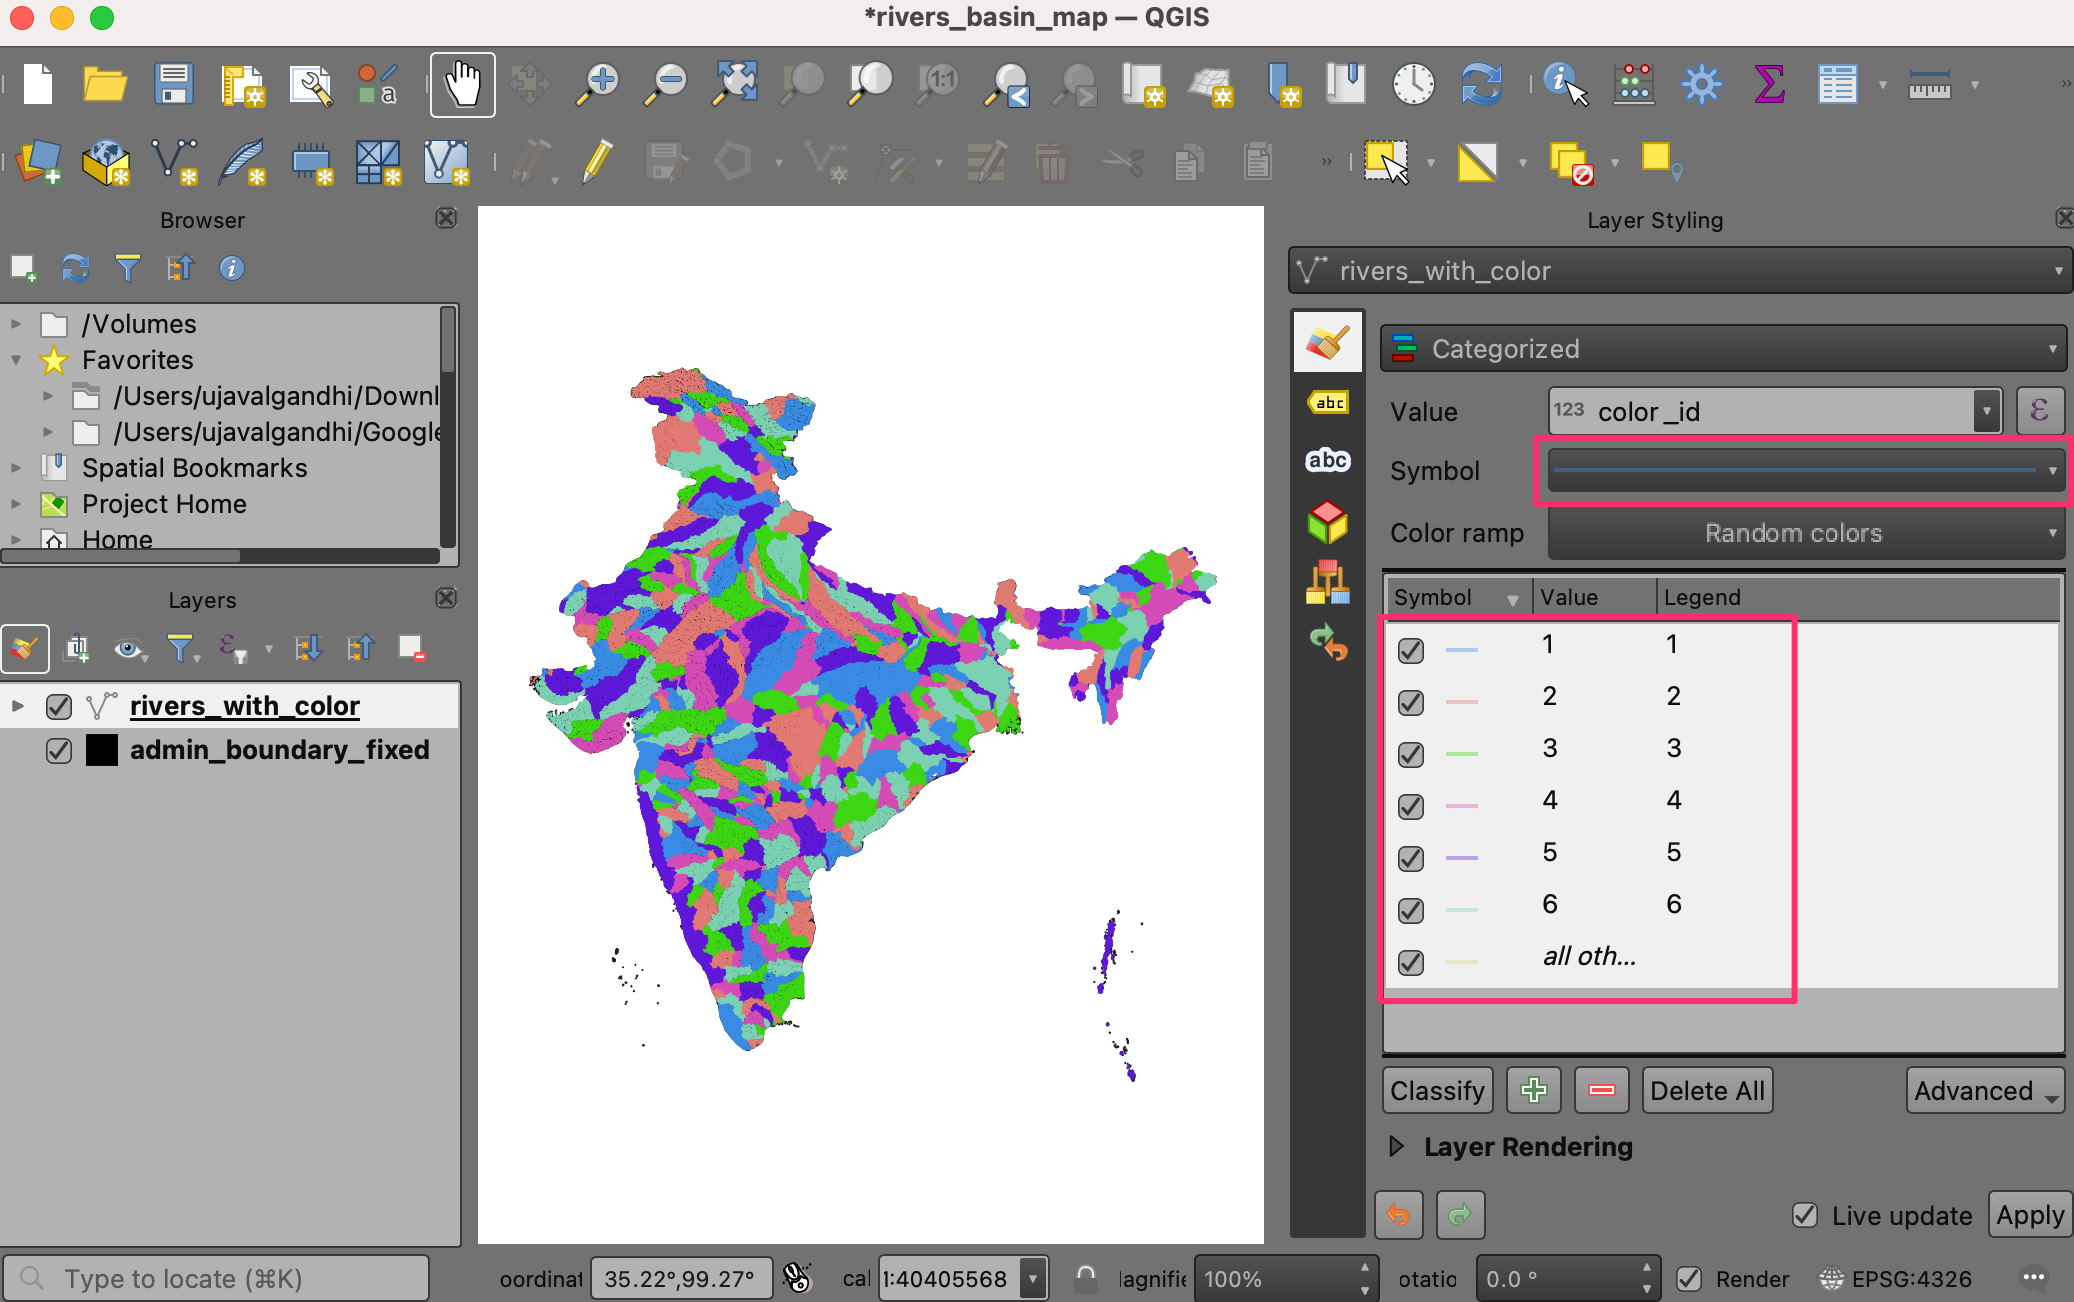 *rivers_basin_map — QGIS
a
1:1
Browser
/Volumes
Favorites
/Users/ujavalgandhi/Downl
/Users/ujavalgandhi/Google
Spatial Bookmarks
Project Home
Home
Layers
rivers_with_color
admin_boundary_fixed
Layer Styling
rivers_with_color
abc
abc
Categorized
Value
123 color_id
ε
Symbol
Color ramp
Random colors
Symbol Value Legend
1 1
2 2
3 3
4 4
5 5
6 6
all oth...
Classify
Delete All
Advanced
Layer Rendering
Live update
Apply
Type to locate (⌘K)
oordinat
35.22°,99.27°
cal
1:40405568
lagnifie
100%
otatio
0.0 °
Render
EPSG:4326